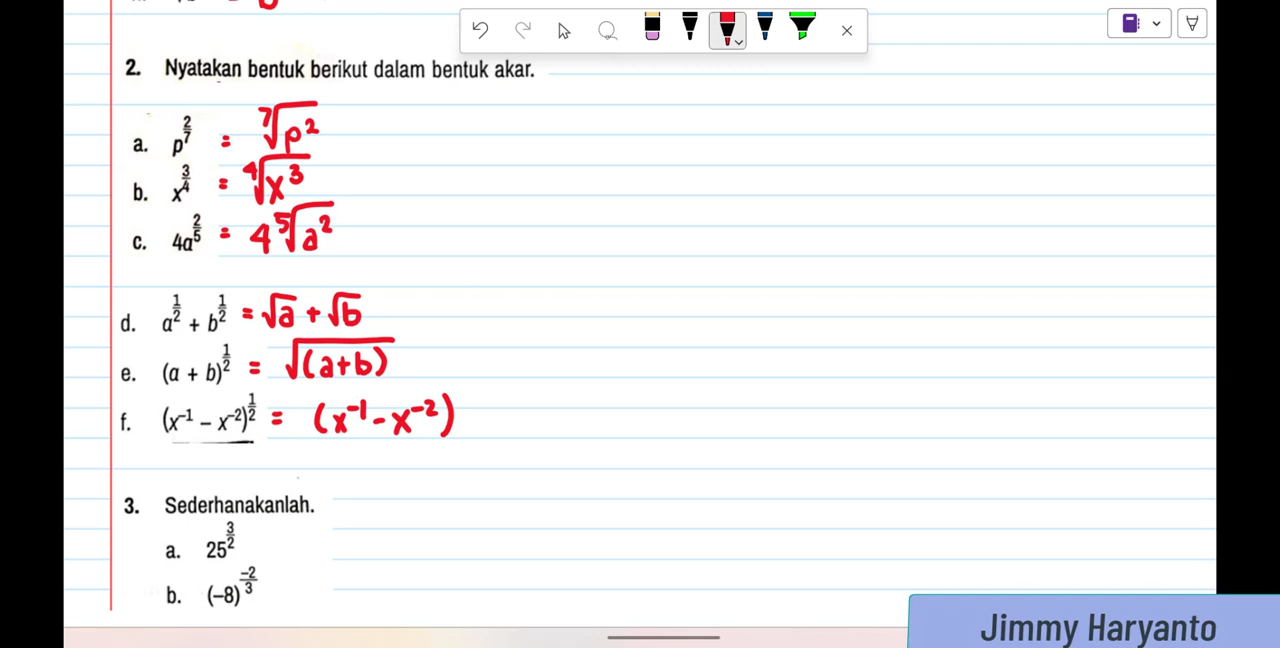 2. Nyatakan bentuk berikut dalam bentuk akar.
a. p^(2/7) = ⁷√(p²)
b. x^(3/4) = ⁴√(x³)
c. 4a^(2/5) = 4 ⁵√(a²)
d. a^(1/2) + b^(1/2) = √a + √b
e. (a + b)^(1/2) = √((a+b))
f. (x⁻¹ – x⁻²)^(1/2) = (x⁻¹ - x⁻²)
3. Sederhanakanlah.
a. 25^(3/2)
b. (–8)^(–2/3)
Jimmy Haryanto